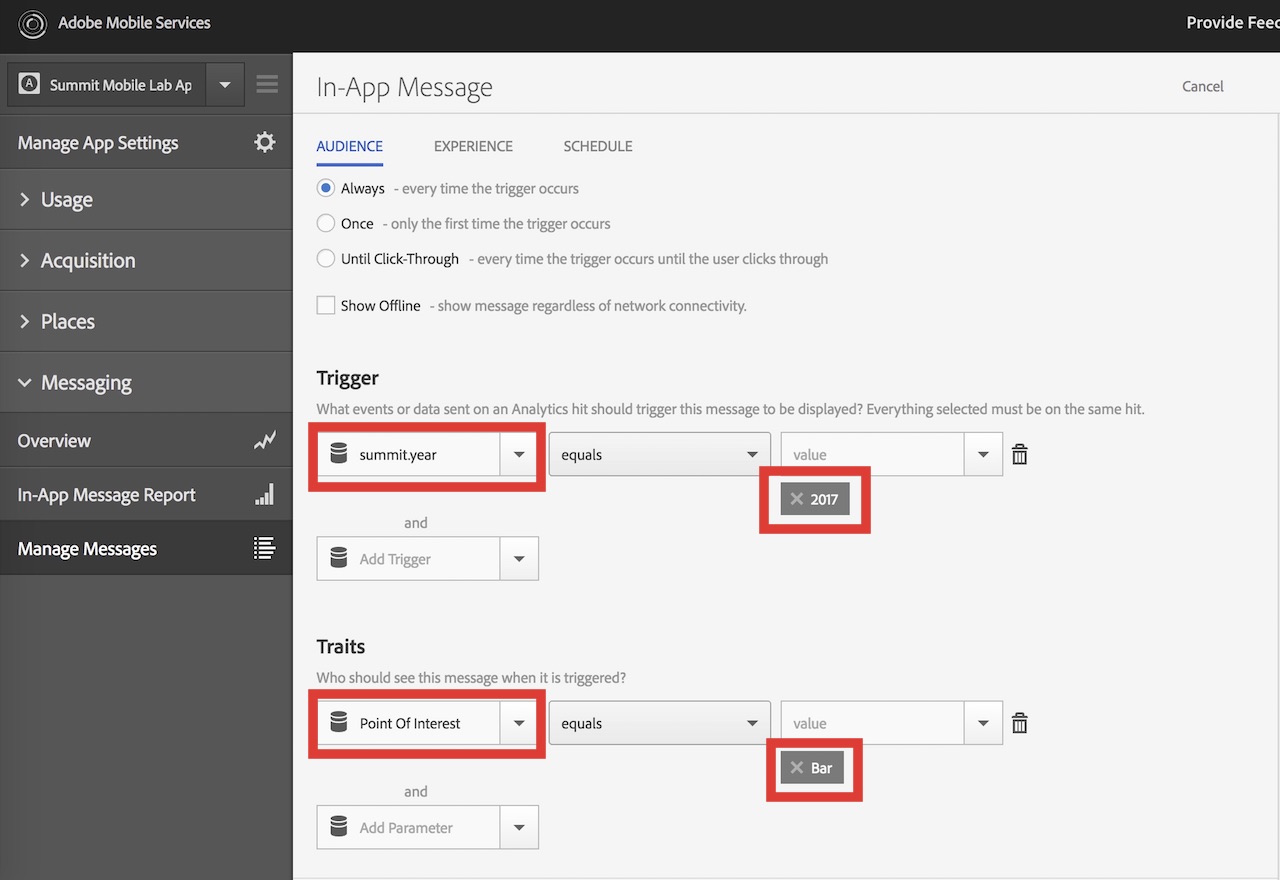 Adobe Mobile Services
Provide Feec
Summit Mobile Lab Ap
Manage App Settings
Usage
Acquisition
Places
Messaging
Overview
In-App Message Report
Manage Messages
In-App Message
Cancel
AUDIENCE EXPERIENCE SCHEDULE
Always - every time the trigger occurs
Once - only the first time the trigger occurs
Until Click-Through - every time the trigger occurs until the user clicks through
Show Offline - show message regardless of network connectivity.
Trigger
What events or data sent on an Analytics hit should trigger this message to be displayed? Everything selected must be on the same hit.
summit.year equals value
2017
and
Add Trigger
Traits
Who should see this message when it is triggered?
Point Of Interest equals value
Bar
and
Add Parameter